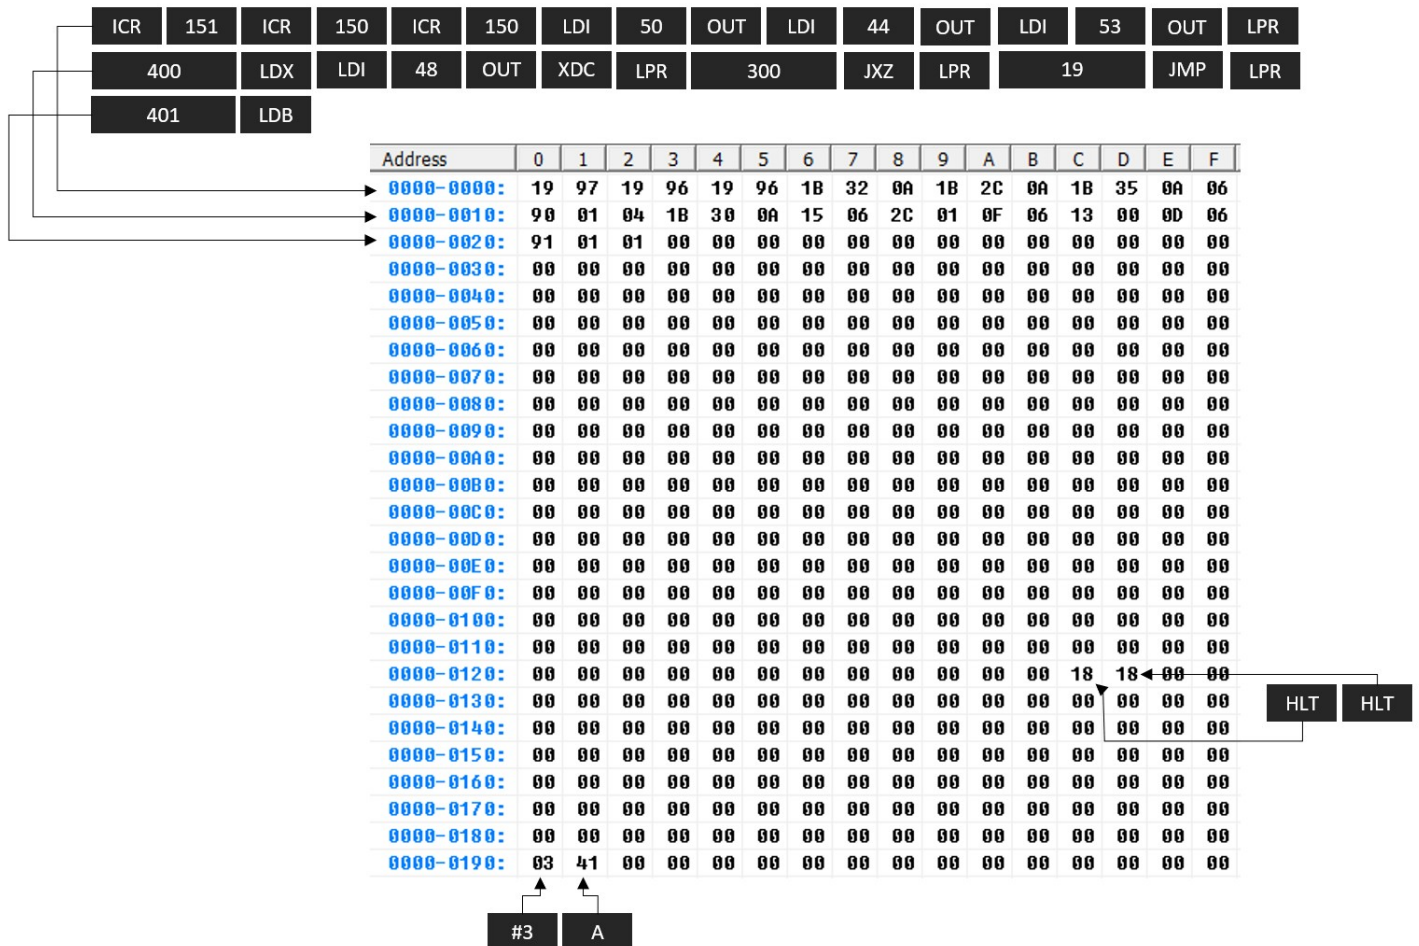 ICR 151 ICR 150 ICR 150 LDI 50 OUT LDI 44 OUT LDI 53 OUT LPR
400 LDX LDI 48 OUT XDC LPR 300 JXZ LPR 19 JMP LPR
401 LDB
Address 0 1 2 3 4 5 6 7 8 9 A B C D E F
0000-0000: 19 97 19 96 19 96 1B 32 0A 1B 2C 0A 1B 35 0A 06
0000-0010: 90 01 04 1B 30 0A 15 06 2C 01 0F 06 13 00 0D 06
0000-0020: 91 01 01 00 00 00 00 00 00 00 00 00 00 00 00 00
0000-0030: 00 00 00 00 00 00 00 00 00 00 00 00 00 00 00 00
0000-0040: 00 00 00 00 00 00 00 00 00 00 00 00 00 00 00 00
0000-0050: 00 00 00 00 00 00 00 00 00 00 00 00 00 00 00 00
0000-0060: 00 00 00 00 00 00 00 00 00 00 00 00 00 00 00 00
0000-0070: 00 00 00 00 00 00 00 00 00 00 00 00 00 00 00 00
0000-0080: 00 00 00 00 00 00 00 00 00 00 00 00 00 00 00 00
0000-0090: 00 00 00 00 00 00 00 00 00 00 00 00 00 00 00 00
0000-00A0: 00 00 00 00 00 00 00 00 00 00 00 00 00 00 00 00
0000-00B0: 00 00 00 00 00 00 00 00 00 00 00 00 00 00 00 00
0000-00C0: 00 00 00 00 00 00 00 00 00 00 00 00 00 00 00 00
0000-00D0: 00 00 00 00 00 00 00 00 00 00 00 00 00 00 00 00
0000-00E0: 00 00 00 00 00 00 00 00 00 00 00 00 00 00 00 00
0000-00F0: 00 00 00 00 00 00 00 00 00 00 00 00 00 00 00 00
0000-0100: 00 00 00 00 00 00 00 00 00 00 00 00 00 00 00 00
0000-0110: 00 00 00 00 00 00 00 00 00 00 00 00 00 00 00 00
0000-0120: 00 00 00 00 00 00 00 00 00 00 00 00 18 18 00 00
0000-0130: 00 00 00 00 00 00 00 00 00 00 00 00 00 00 00 00
HLT HLT
0000-0140: 00 00 00 00 00 00 00 00 00 00 00 00 00 00 00 00
0000-0150: 00 00 00 00 00 00 00 00 00 00 00 00 00 00 00 00
0000-0160: 00 00 00 00 00 00 00 00 00 00 00 00 00 00 00 00
0000-0170: 00 00 00 00 00 00 00 00 00 00 00 00 00 00 00 00
0000-0180: 00 00 00 00 00 00 00 00 00 00 00 00 00 00 00 00
0000-0190: 03 41 00 00 00 00 00 00 00 00 00 00 00 00 00 00
#3 A